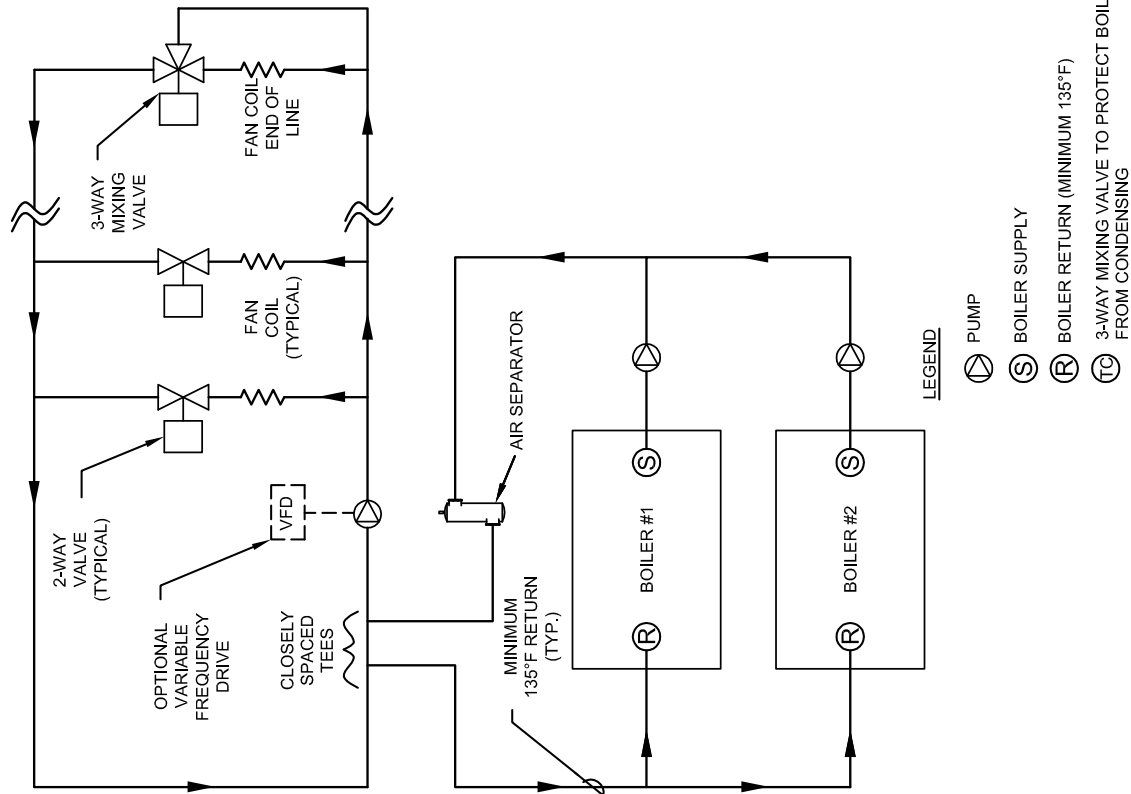 3-WAY
MIXING
VALVE
FAN COIL
END OF
LINE
FAN
COIL
(TYPICAL)
2-WAY
VALVE
(TYPICAL)
VFD
OPTIONAL
VARIABLE
FREQUENCY
DRIVE
CLOSELY
SPACED
TEES
AIR SEPARATOR
MINIMUM
135°F RETURN
(TYP.)
R
BOILER #1
S
R
BOILER #2
S
LEGEND
PUMP
S BOILER SUPPLY
R BOILER RETURN (MINIMUM 135°F)
TC 3-WAY MIXING VALVE TO PROTECT BOIL
FROM CONDENSING